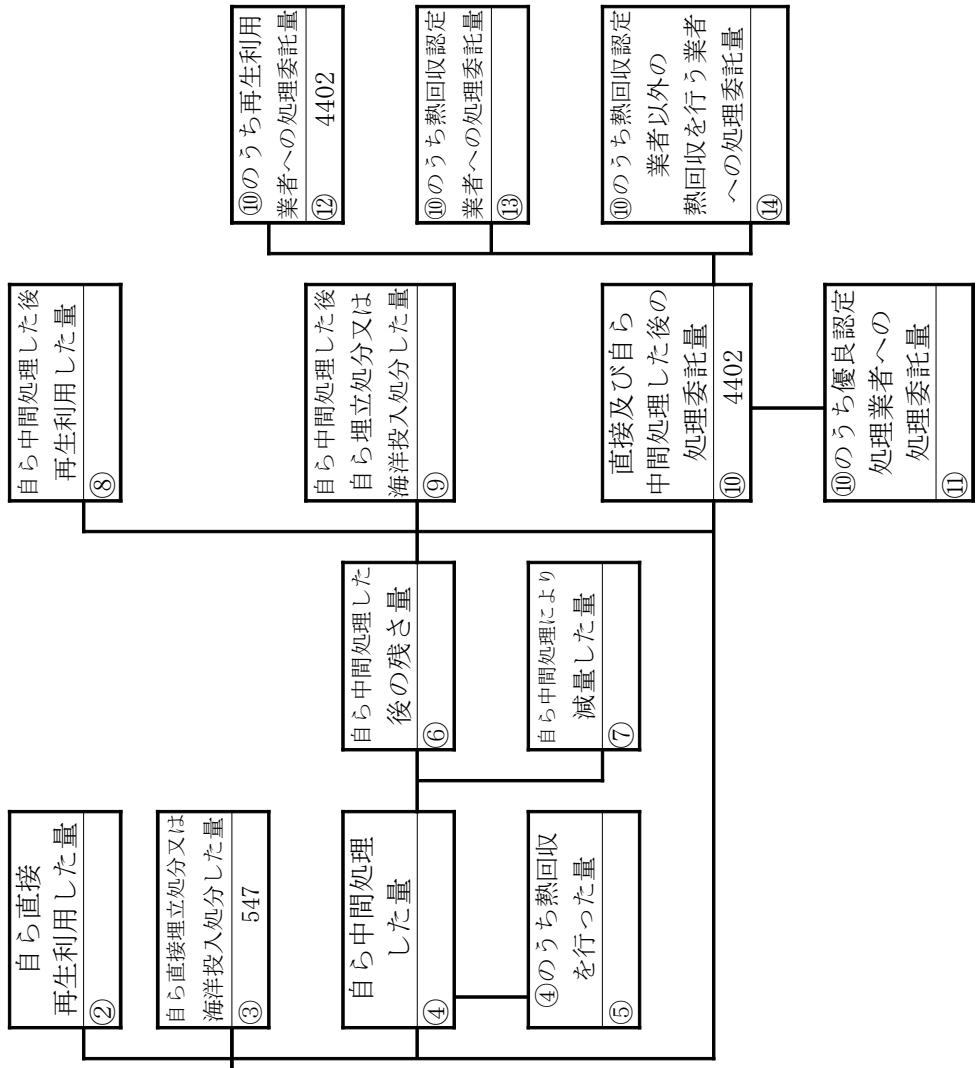 自ら直接
再生利用した量
②
自ら直接埋立処分又は
海洋投入処分した量
③ 547
自ら中間処理
した量
④
④のうち熱回収
を行った量
⑤
自ら中間処理した
後の残さ量
⑥
自ら中間処理により
減量した量
⑦
自ら中間処理した後
再生利用した量
⑧
自ら中間処理した後
自ら埋立処分又は
海洋投入処分した量
⑨
直接及び自ら
中間処理した後の
処理委託量
⑩ 4402
⑩のうち優良認定
処理業者への
処理委託量
⑪
⑩のうち再生利用
業者への処理委託量
⑫ 4402
⑩のうち熱回収認定
業者への処理委託量
⑬
⑩のうち熱回収認定
業者以外の
熱回収を行う業者
への処理委託量
⑭